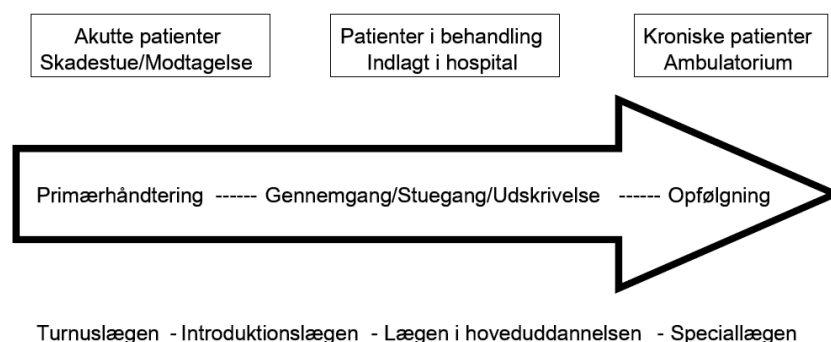 Akutte patienter
Skadestue/Modtagelse
Patienter i behandling
Indlagt i hospital
Kroniske patienter
Ambulatorium
Primærhåndtering ------ Gennemgang/Stuegang/Udskrivelse ------ Opfølgning
Turnuslægen - Introduktionslægen - Lægen i hoveduddannelsen - Speciallægen